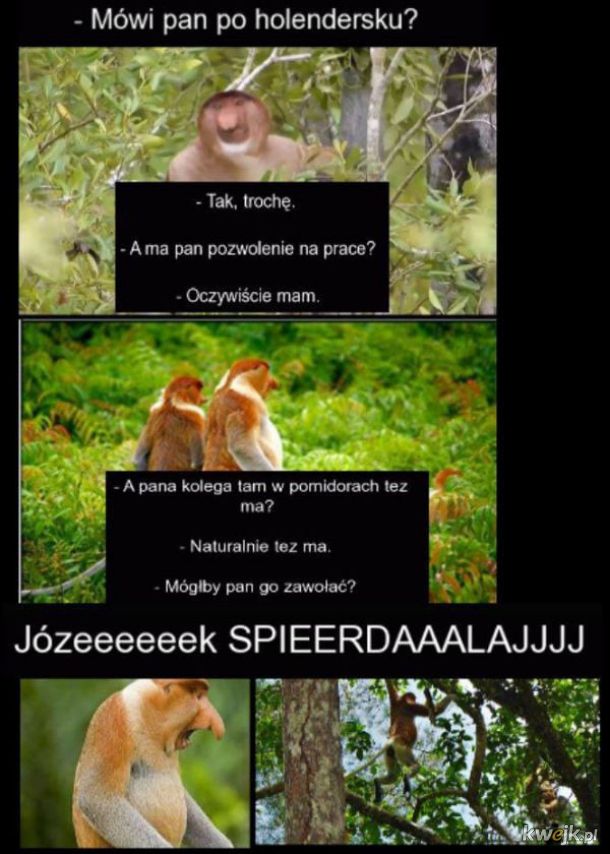 - Mówi pan po holendersku?
- Tak, trochę.
- A ma pan pozwolenie na prace?
- Oczywiście mam.
- A pana kolega tam w pomidorach tez
ma?
- Naturalnie tez ma.
- Mógłby pan go zawołać?
Józeeeeeeek SPIEERDAAALAJJJJ
kwejk.pl